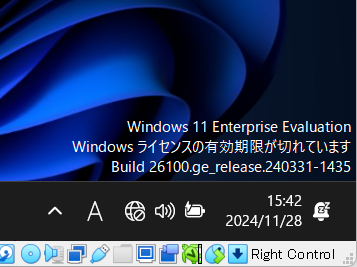 Windows 11 Enterprise Evaluation
Windows ライセンスの有効期限が切れています
Build 26100.ge_release.240331-1435
A
15:42
2024/11/28
Right Control